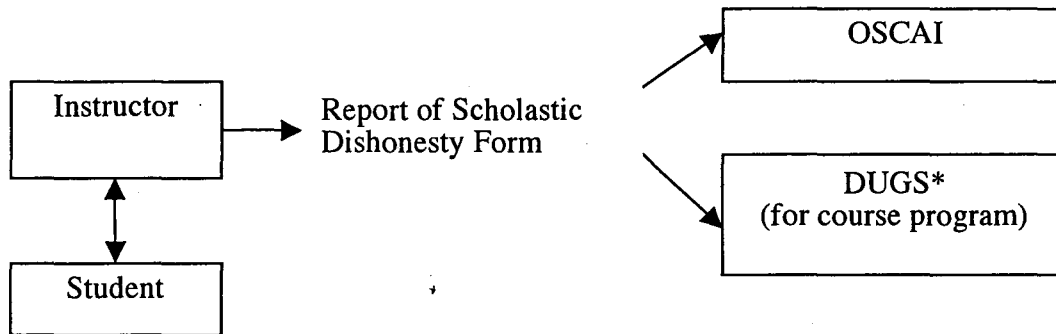 OSCAI
Instructor
Report of Scholastic
Dishonesty Form
DUGS*
(for course program)
Student